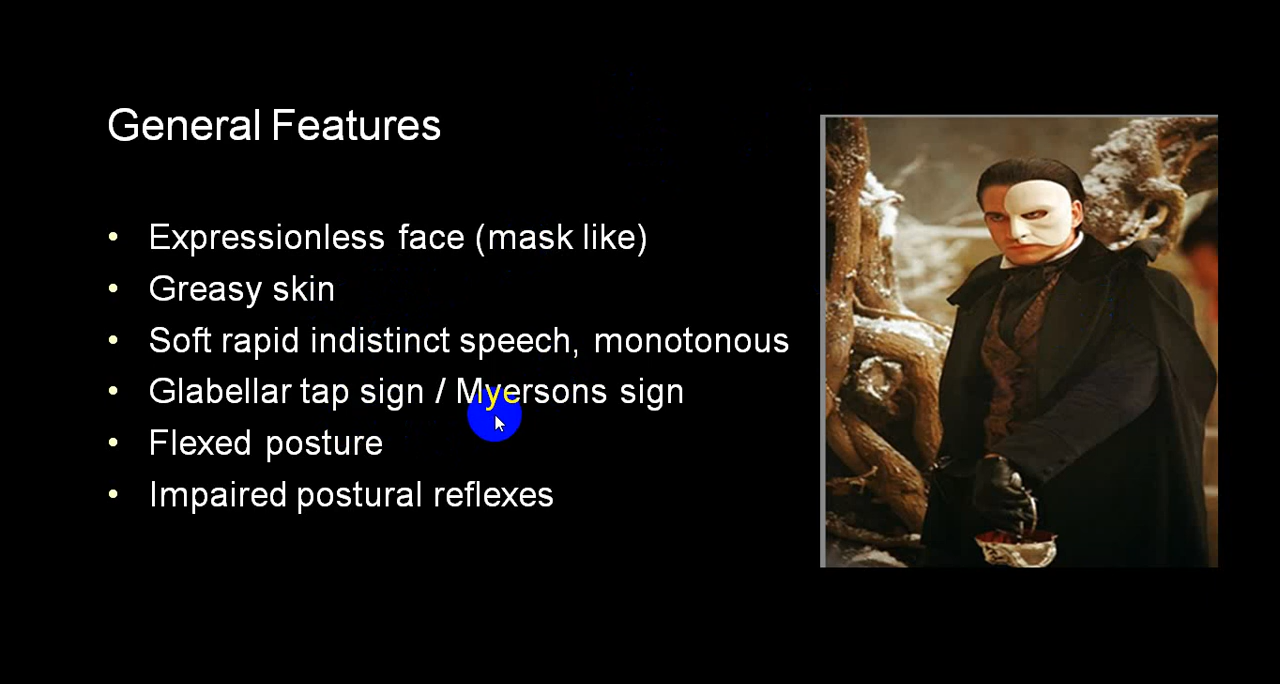 General Features
• Expressionless face (mask like)
• Greasy skin
• Soft rapid indistinct speech, monotonous
• Glabellar tap sign / Myersons sign
• Flexed posture
• Impaired postural reflexes